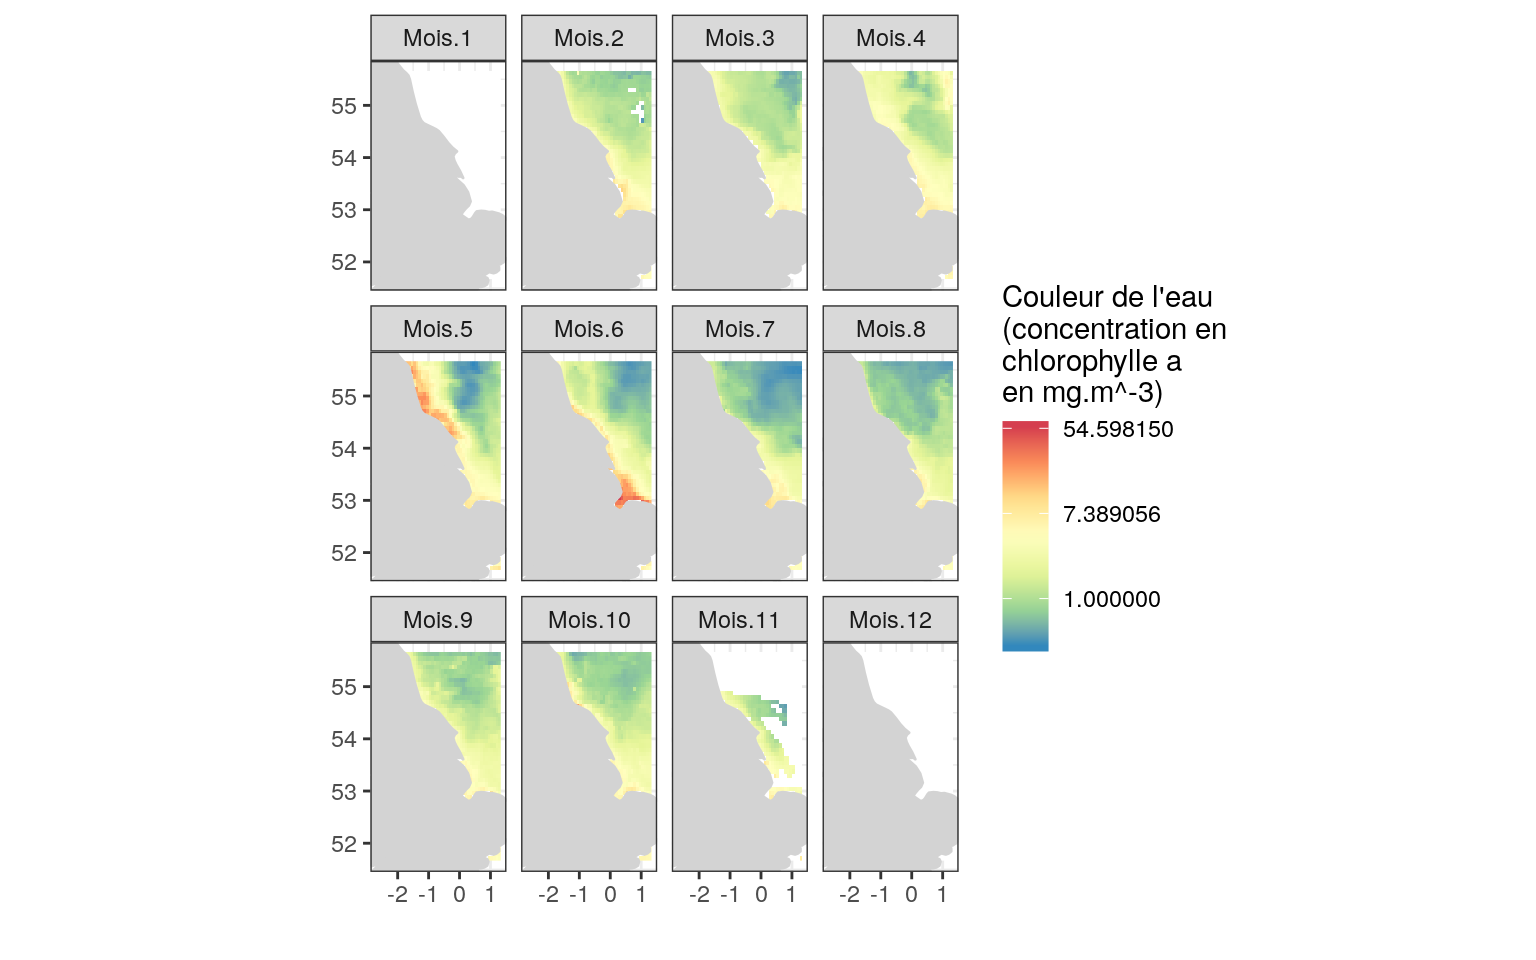 Mois.1 Mois.2 Mois.3 Mois.4
55
54
53
52
Mois.5 Mois.6 Mois.7 Mois.8
55
54
53
52
Mois.9 Mois.10 Mois.11 Mois.12
55
54
53
52
-2 -1 0 1 -2 -1 0 1 -2 -1 0 1 -2 -1 0 1
Couleur de l'eau
(concentration en
chlorophylle a
en mg.m^-3)
54.598150
7.389056
1.000000